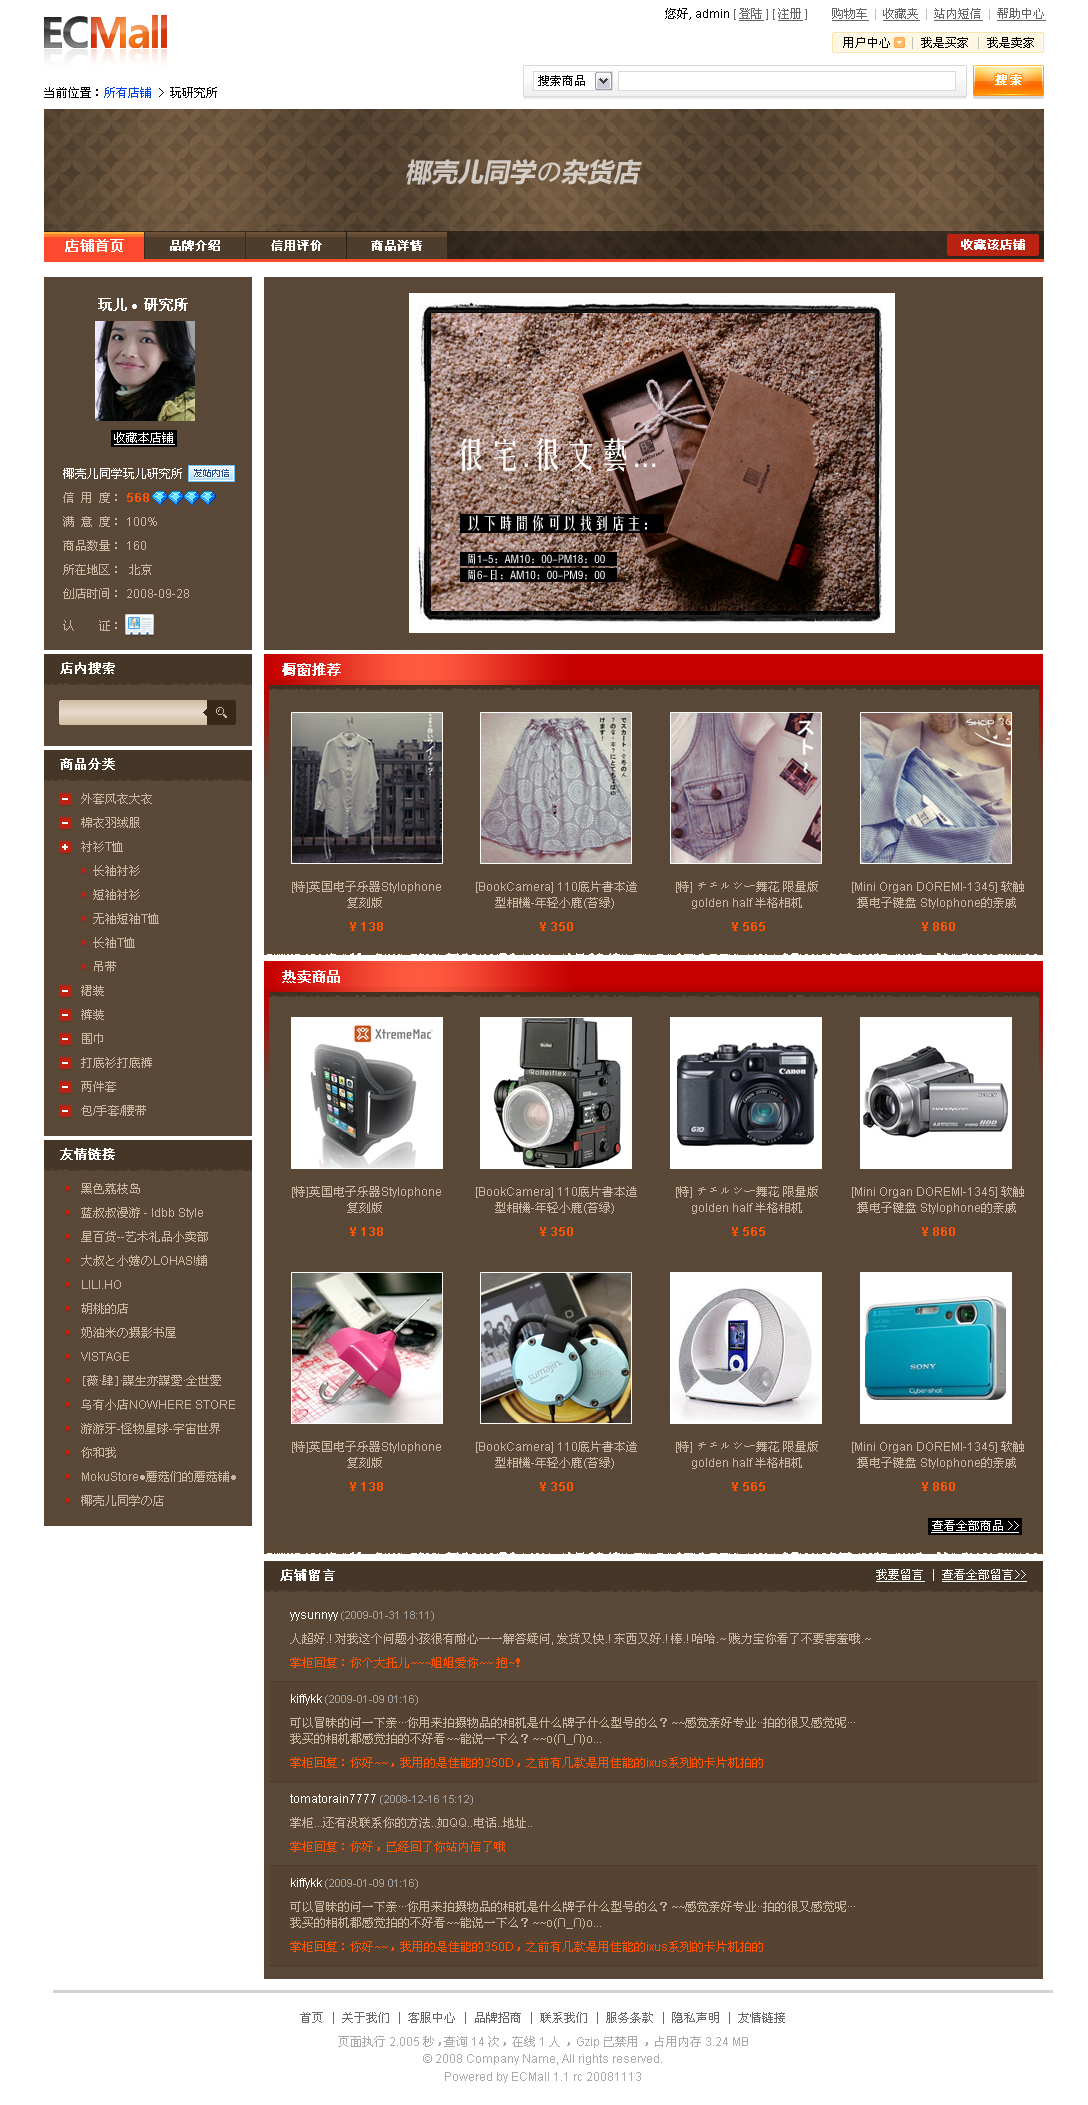 ECMall
您好, admin [ 登陆 ] [ 注册 ]
购物车 | 收藏夹 | 站内短信 | 帮助中心
用户中心 | 我是买家 | 我是卖家
搜索商品
搜索
当前位置：所有店铺 > 玩研究所
椰壳儿同学の杂货店
店铺首页
品牌介绍
信用评价
商品详情
收藏该店铺
玩儿 • 研究所
收藏本店铺
椰壳儿同学玩儿研究所 发站内信
信 用 度： 568
满 意 度： 100%
商品数量： 160
所在地区： 北京
创店时间： 2008-09-28
认 证：
很宅.很文藝...
以下時間你可以找到店主：
周1-5：AM10：00-PM18：00
周6-日：AM10：00-PM9：00
店内搜索
商品分类
外套风衣大衣
棉衣羽绒服
衬衫T恤
长袖衬衫
短袖衬衫
无袖短袖T恤
长袖T恤
吊带
裙装
裤装
围巾
打底衫打底裤
两件套
包/手套/腰带
友情链接
黑色荔枝岛
蓝叔叔漫游 - Idbb Style
星百货--艺术礼品小卖部
大叔と小蜷のLOHAS!鋪
LILI.HO
胡桃的店
奶油米の摄影书屋
VISTAGE
[薇·肆].謀生亦謀愛·全世愛
乌有小店NOWHERE STORE
游游牙-怪物星球-宇宙世界
你和我
MokuStore●蘑菇们的蘑菇铺●
椰壳儿同学の店
橱窗推荐
スト〜
SHOP
[特]英国电子乐器Stylophone
复刻版
¥ 138
[BookCamera] 110底片書本造
型相機-年轻小鹿(苔绿)
¥ 350
[特] チエルシー舞花 限量版
golden half 半格相机
¥ 565
[Mini Organ DOREMI-1345] 软触
摸电子键盘 Stylophone的亲戚
¥ 860
热卖商品
XtremeMac
Rolleiflex
Canon
G10
HANDYCAM
HDD
[特]英国电子乐器Stylophone
复刻版
¥ 138
[BookCamera] 110底片書本造
型相機-年轻小鹿(苔绿)
¥ 350
[特] チエルシー舞花 限量版
golden half 半格相机
¥ 565
[Mini Organ DOREMI-1345] 软触
摸电子键盘 Stylophone的亲戚
¥ 860
sumajin
sumajin
SONY
Cyber-shot
[特]英国电子乐器Stylophone
复刻版
¥ 138
[BookCamera] 110底片書本造
型相機-年轻小鹿(苔绿)
¥ 350
[特] チエルシー舞花 限量版
golden half 半格相机
¥ 565
[Mini Organ DOREMI-1345] 软触
摸电子键盘 Stylophone的亲戚
¥ 860
查看全部商品 >>
店铺留言
我要留言 | 查看全部留言>>
yysunnyy (2009-01-31 18:11)
人超好.! 对我这个问题小孩很有耐心一一解答疑问, 发货又快.! 东西又好.! 棒.! 哈哈.~ 贱力宝你看了不要害羞哦.~
掌柜回复：你个大托儿~~~姐姐爱你~~ 抱~!
kiffykk (2009-01-09 01:16)
可以冒昧的问一下亲···你用来拍摄物品的相机是什么牌子什么型号的么？~~感觉亲好专业··拍的很又感觉呢···
我买的相机都感觉拍的不好看~~能说一下么？~~o(∩_∩)o...
掌柜回复：你好~~，我用的是佳能的350D，之前有几款是用佳能的ixus系列的卡片机拍的
tomatorain7777 (2008-12-16 15:12)
掌柜...还有没联系你的方法..如QQ..电话..地址..
掌柜回复：你好，已经回了你站内信了哦
kiffykk (2009-01-09 01:16)
可以冒昧的问一下亲···你用来拍摄物品的相机是什么牌子什么型号的么？~~感觉亲好专业··拍的很又感觉呢···
我买的相机都感觉拍的不好看~~能说一下么？~~o(∩_∩)o...
掌柜回复：你好~~，我用的是佳能的350D，之前有几款是用佳能的ixus系列的卡片机拍的
首页 | 关于我们 | 客服中心 | 品牌招商 | 联系我们 | 服务条款 | 隐私声明 | 友情链接
页面执行 2.005 秒，查询 14 次，在线 1 人 ，Gzip 已禁用 ，占用内存 3.24 MB
© 2008 Company Name, All rights reserved.
Powered by ECMall 1.1 rc 20081113